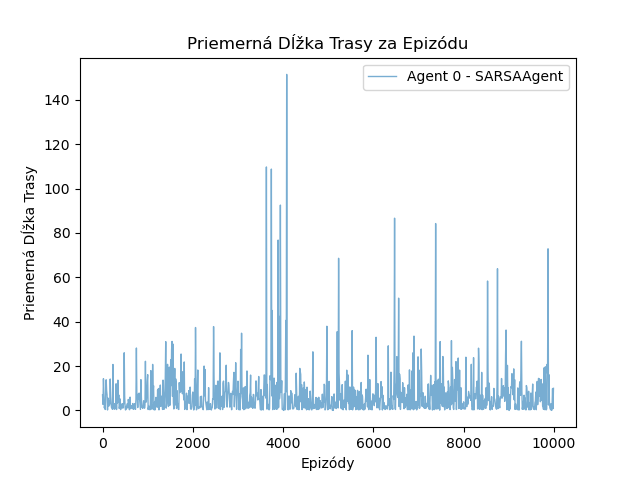 Priemerná Dĺžka Trasy za Epizódu
Agent 0 - SARSAAgent
Priemerná Dĺžka Trasy
140
120
100
80
60
40
20
0
0 2000 4000 6000 8000 10000
Epizódy